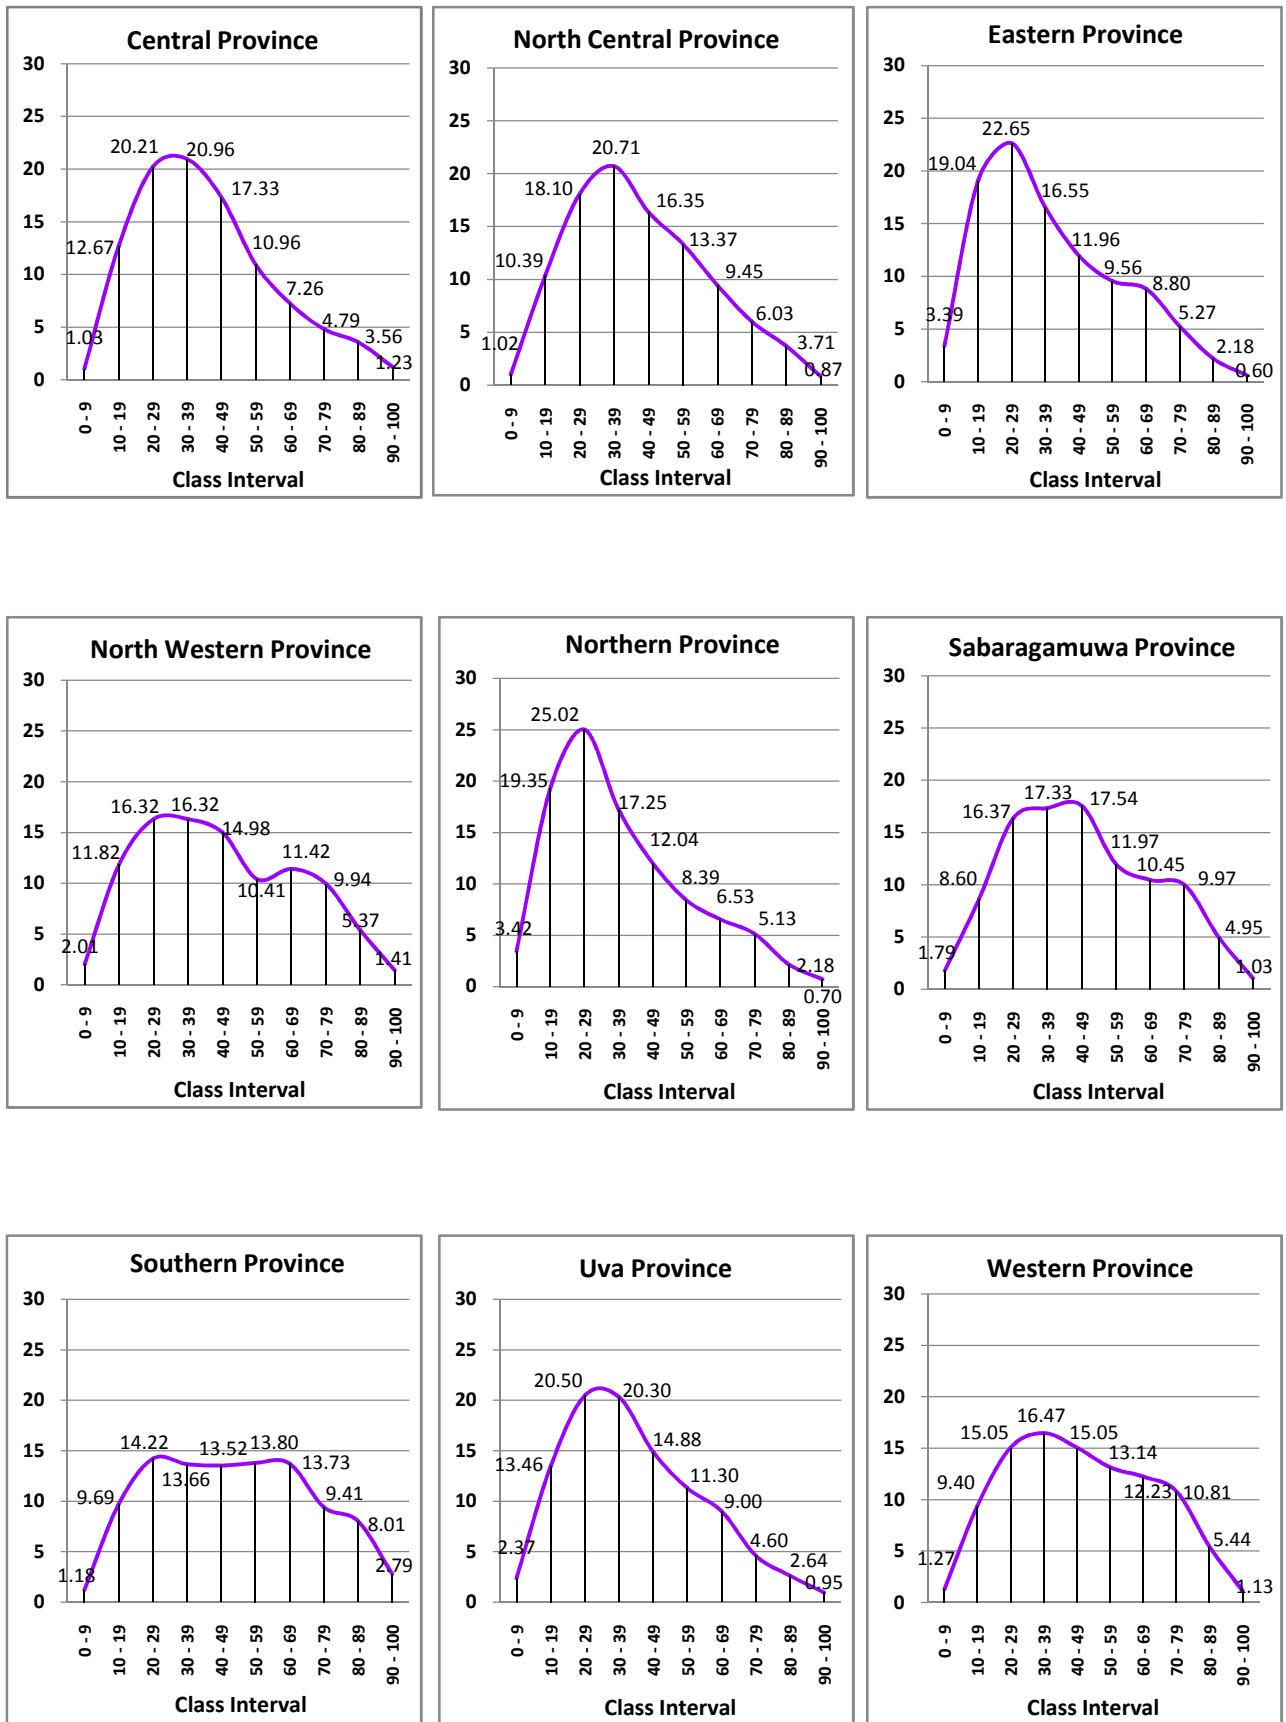 Central Province
30
25
20
15
10
5
0
1.03
12.67
20.21
20.96
17.33
10.96
7.26
4.79
3.56
1.23
0 - 9
10 - 19
20 - 29
30 - 39
40 - 49
50 - 59
60 - 69
70 - 79
80 - 89
90 - 100
Class Interval
North Central Province
30
25
20
15
10
5
0
1.02
10.39
18.10
20.71
16.35
13.37
9.45
6.03
3.71
0.87
0 - 9
10 - 19
20 - 29
30 - 39
40 - 49
50 - 59
60 - 69
70 - 79
80 - 89
90 - 100
Class Interval
Eastern Province
30
25
20
15
10
5
0
3.39
19.04
22.65
16.55
11.96
9.56
8.80
5.27
2.18
0.60
0 - 9
10 - 19
20 - 29
30 - 39
40 - 49
50 - 59
60 - 69
70 - 79
80 - 89
90 - 100
Class Interval
North Western Province
30
25
20
15
10
5
0
2.01
11.82
16.32
16.32
14.98
10.41
11.42
9.94
5.37
1.41
0 - 9
10 - 19
20 - 29
30 - 39
40 - 49
50 - 59
60 - 69
70 - 79
80 - 89
90 - 100
Class Interval
Northern Province
30
25
20
15
10
5
0
3.42
19.35
25.02
17.25
12.04
8.39
6.53
5.13
2.18
0.70
0 - 9
10 - 19
20 - 29
30 - 39
40 - 49
50 - 59
60 - 69
70 - 79
80 - 89
90 - 100
Class Interval
Sabaragamuwa Province
30
25
20
15
10
5
0
1.79
8.60
16.37
17.33
17.54
11.97
10.45
9.97
4.95
1.03
0 - 9
10 - 19
20 - 29
30 - 39
40 - 49
50 - 59
60 - 69
70 - 79
80 - 89
90 - 100
Class Interval
Southern Province
30
25
20
15
10
5
0
1.18
9.69
14.22
13.66
13.52
13.80
13.73
9.41
8.01
2.79
0 - 9
10 - 19
20 - 29
30 - 39
40 - 49
50 - 59
60 - 69
70 - 79
80 - 89
90 - 100
Class Interval
Uva Province
30
25
20
15
10
5
0
2.37
13.46
20.50
20.30
14.88
11.30
9.00
4.60
2.64
0.95
0 - 9
10 - 19
20 - 29
30 - 39
40 - 49
50 - 59
60 - 69
70 - 79
80 - 89
90 - 100
Class Interval
Western Province
30
25
20
15
10
5
0
1.27
9.40
15.05
16.47
15.05
13.14
12.23
10.81
5.44
1.13
0 - 9
10 - 19
20 - 29
30 - 39
40 - 49
50 - 59
60 - 69
70 - 79
80 - 89
90 - 100
Class Interval